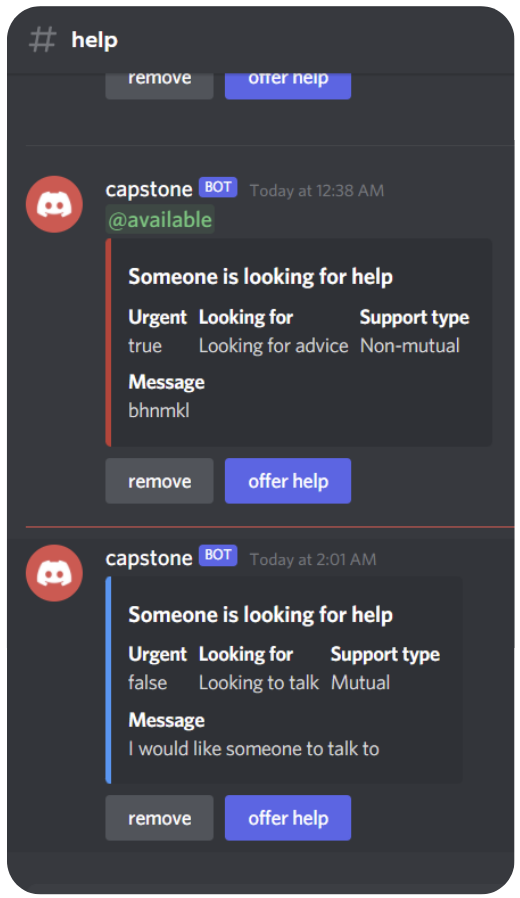 # help
remove offer help
capstone BOT Today at 12:38 AM
@available
Someone is looking for help
Urgent Looking for Support type
true Looking for advice Non-mutual
Message
bhnmkl
remove offer help
capstone BOT Today at 2:01 AM
Someone is looking for help
Urgent Looking for Support type
false Looking to talk Mutual
Message
I would like someone to talk to
remove offer help